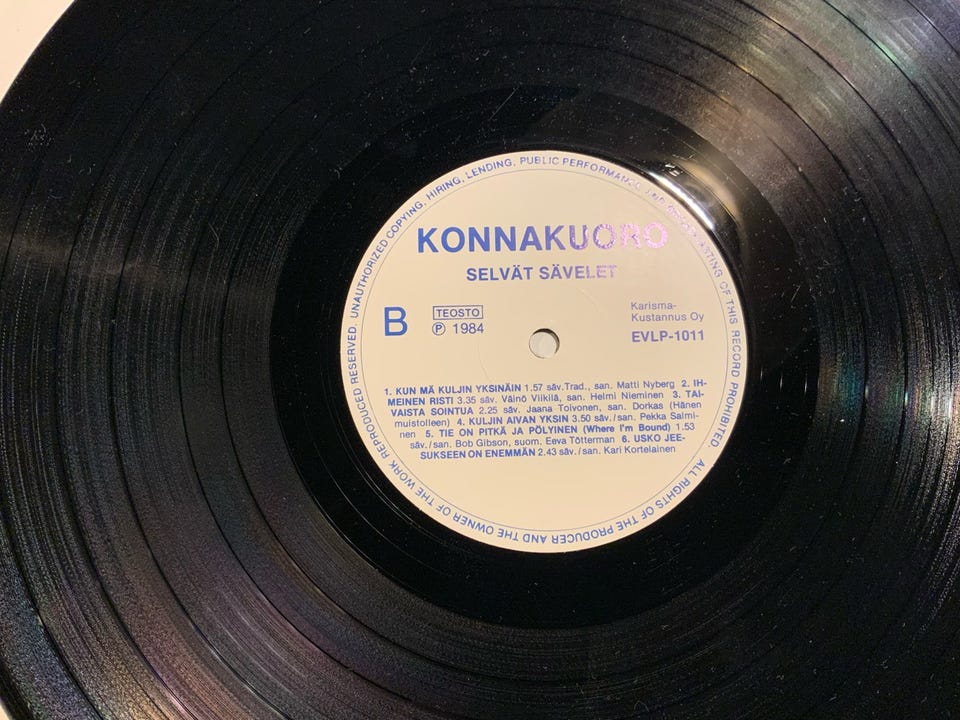 UNAUTHORIZED COPYING, HIRING, LENDING, PUBLIC PERFORMANCE AND BROADCASTING OF THIS RECORD PROHIBITED
KONNAKUORO
SELVÄT SÄVELET
B
TEOSTO
Ⓟ 1984
Karisma-
Kustannus Oy
EVLP-1011
1. KUN MÄ KULJIN YKSINÄIN 1.57 säv.Trad., san. Matti Nyberg 2. IH-
MEINEN RISTI 3.35 säv. Väinö Viikilä, san. Helmi Nieminen 3. TAI-
VAISTA SOINTUA 2.25 säv. Jaana Toivonen, san. Dorkas (Hänen
muistolleen) 4. KULJIN AIVAN YKSIN 3.50 säv./san. Pekka Salmi-
nen 5. TIE ON PITKÄ JA PÖLYINEN (Where I'm Bound) 1.53
säv./san. Bob Gibson, suom. Eeva Tötterman 6. USKO JEE-
SUKSEEN ON ENEMMÄN 2.43 säv./san. Kari Kortelainen
ALL RIGHTS OF THE PRODUCER AND THE OWNER OF THE WORK REPRODUCED RESERVED.